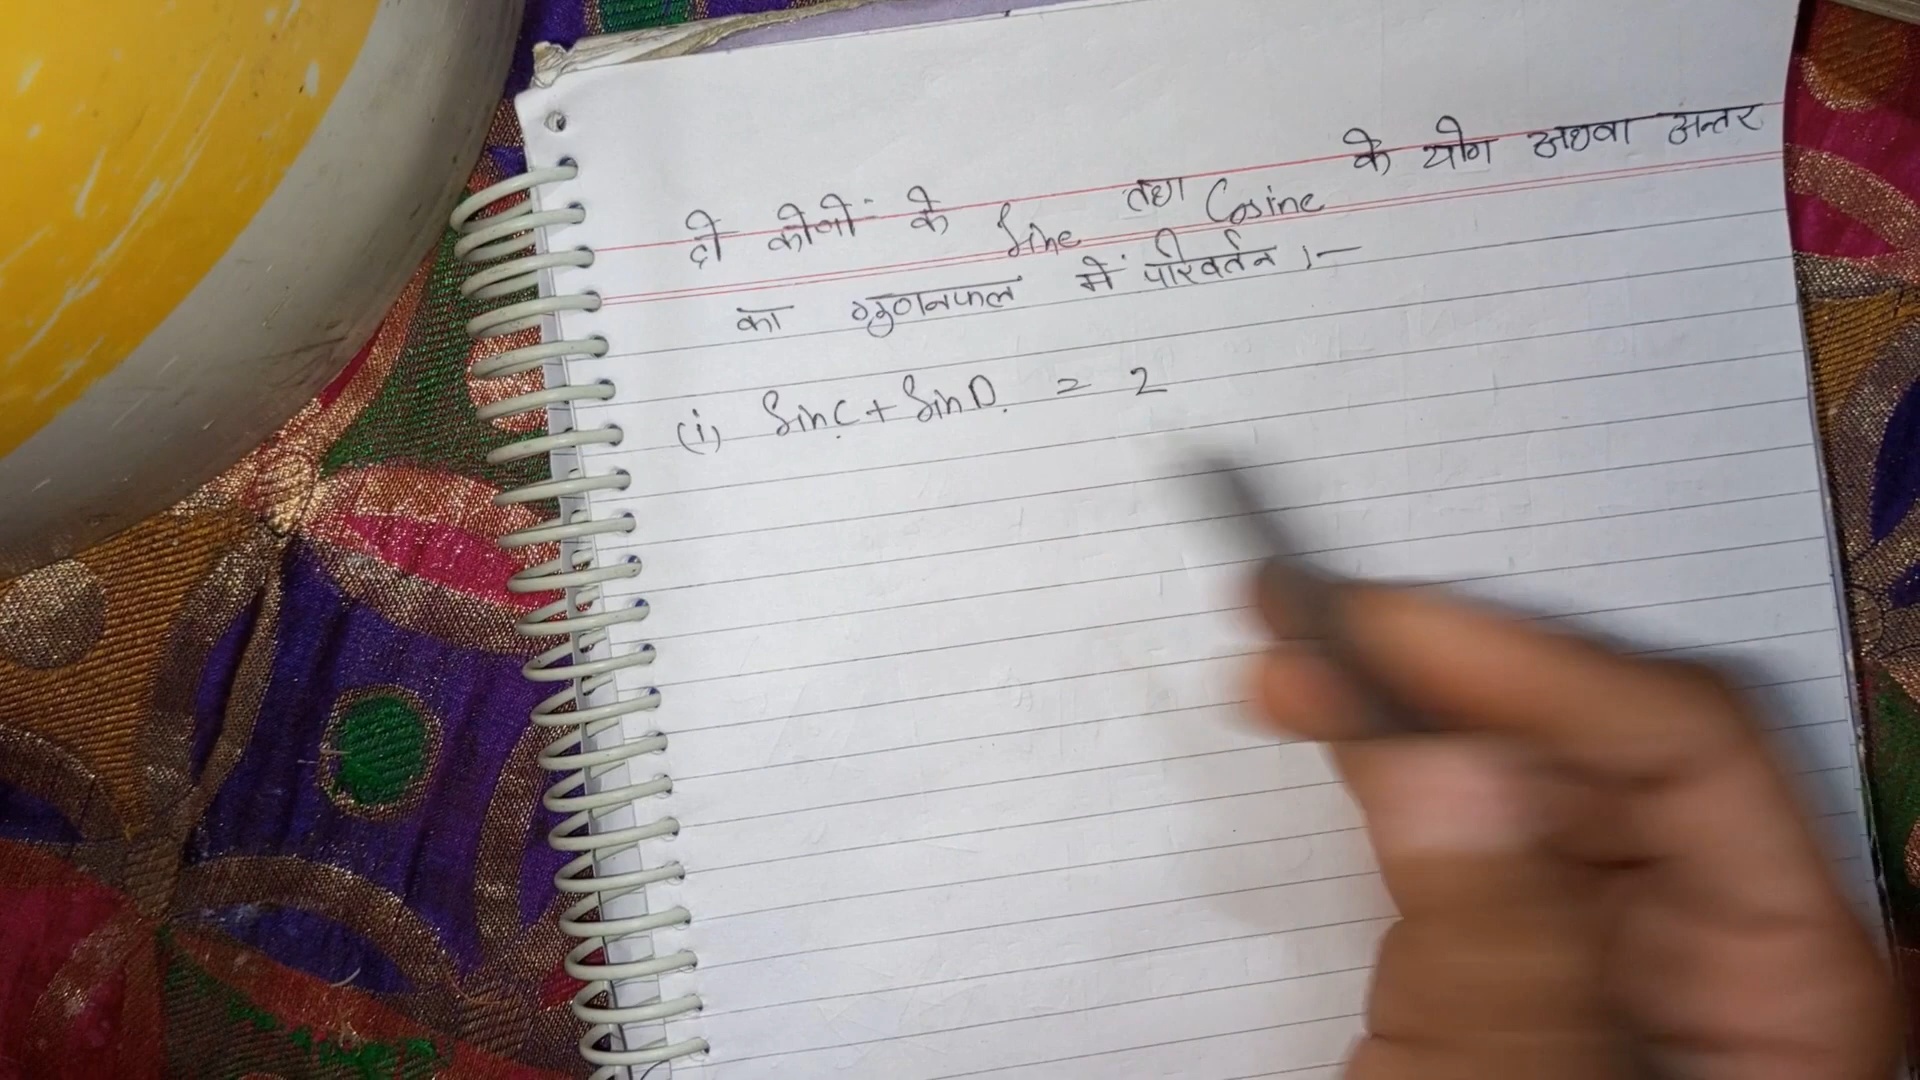 दो कोणों के Sine तथा Cosine के योग अथवा अन्तर
का गुणनफल में परिवर्तन :-
(i) Sin C + Sin D = 2